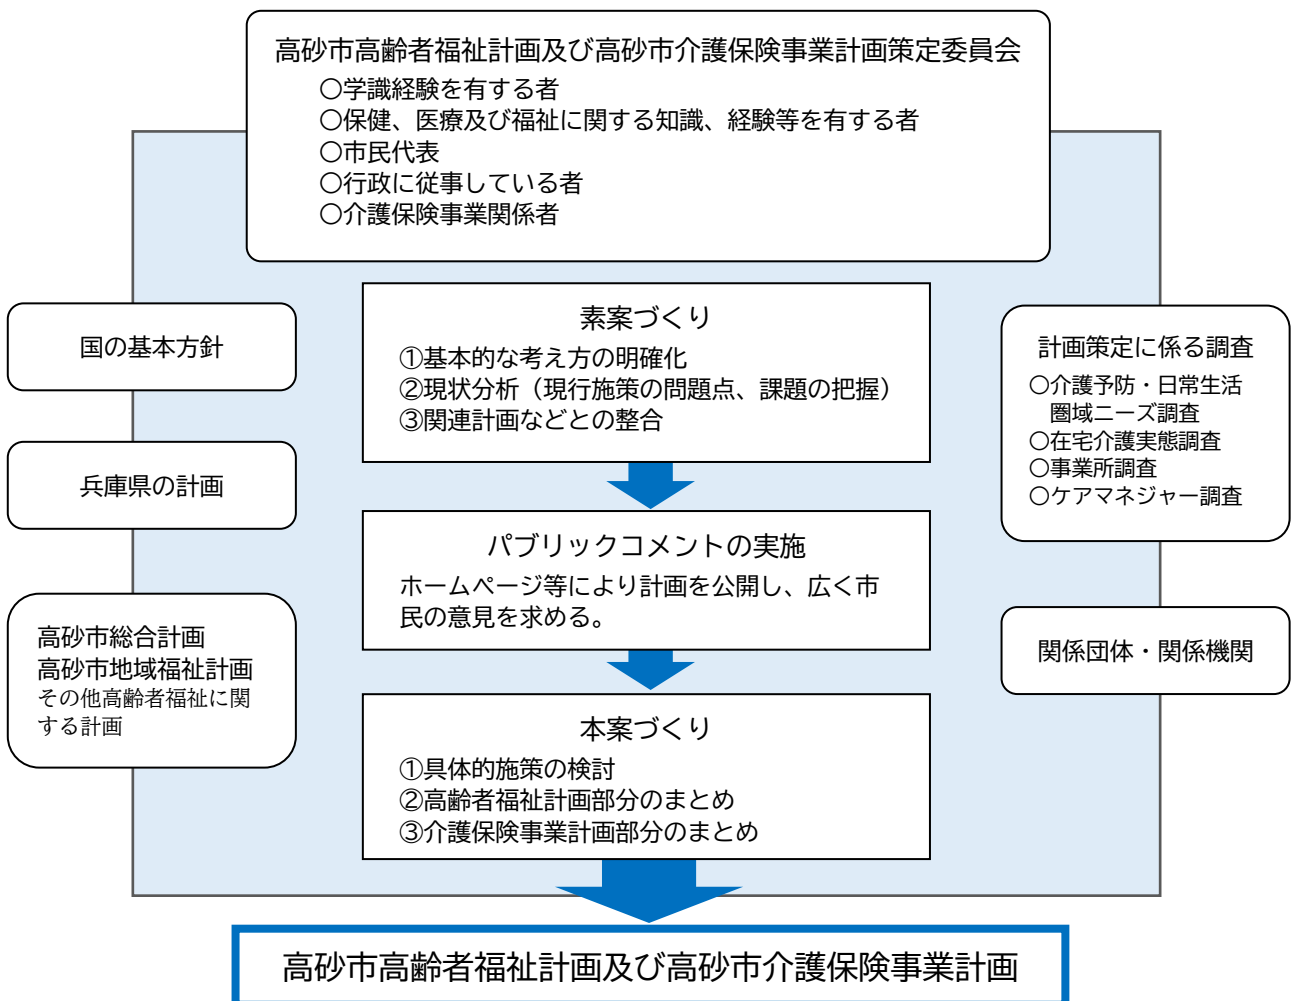 高砂市高齢者福祉計画及び高砂市介護保険事業計画策定委員会
○学識経験を有する者
○保健、医療及び福祉に関する知識、経験等を有する者
○市民代表
○行政に従事している者
○介護保険事業関係者
国の基本方針
兵庫県の計画
高砂市総合計画
高砂市地域福祉計画
その他高齢者福祉に関
する計画
素案づくり
①基本的な考え方の明確化
②現状分析（現行施策の問題点、課題の把握）
③関連計画などとの整合
パブリックコメントの実施
ホームページ等により計画を公開し、広く市
民の意見を求める。
本案づくり
①具体的施策の検討
②高齢者福祉計画部分のまとめ
③介護保険事業計画部分のまとめ
計画策定に係る調査
○介護予防・日常生活
圏域ニーズ調査
○在宅介護実態調査
○事業所調査
○ケアマネジャー調査
関係団体・関係機関
高砂市高齢者福祉計画及び高砂市介護保険事業計画